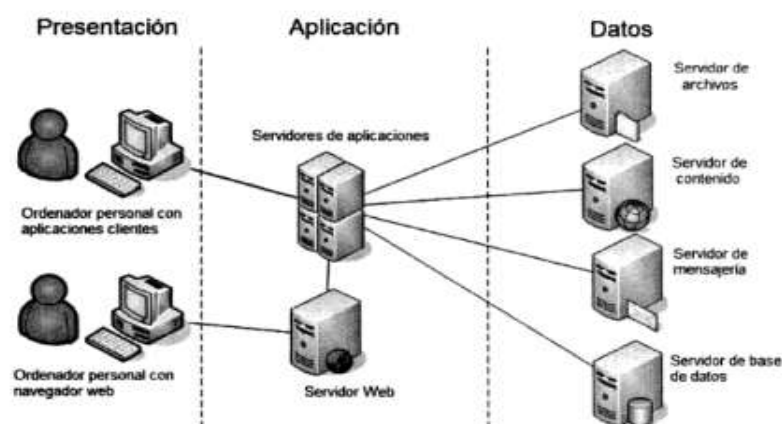 Presentación
Aplicación
Datos
Servidor de
archivos
Servidores de aplicaciones
Servidor de
contenido
Ordenador personal con
aplicaciones clientes
Servidor de
mensajería
Ordenador personal con
navegador web
Servidor Web
Servidor de base
de datos